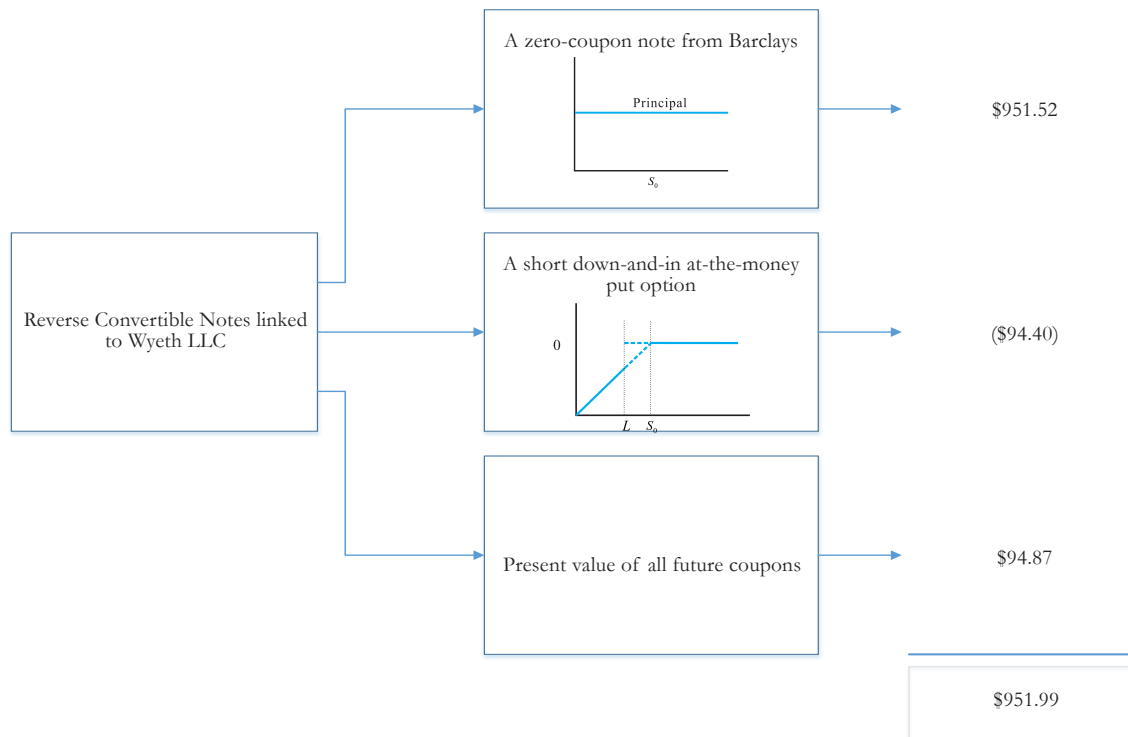 A zero-coupon note from Barclays
Principal
S₀
$951.52
Reverse Convertible Notes linked
to Wyeth LLC
A short down-and-in at-the-money
put option
0
L S₀
($94.40)
Present value of all future coupons
$94.87
$951.99